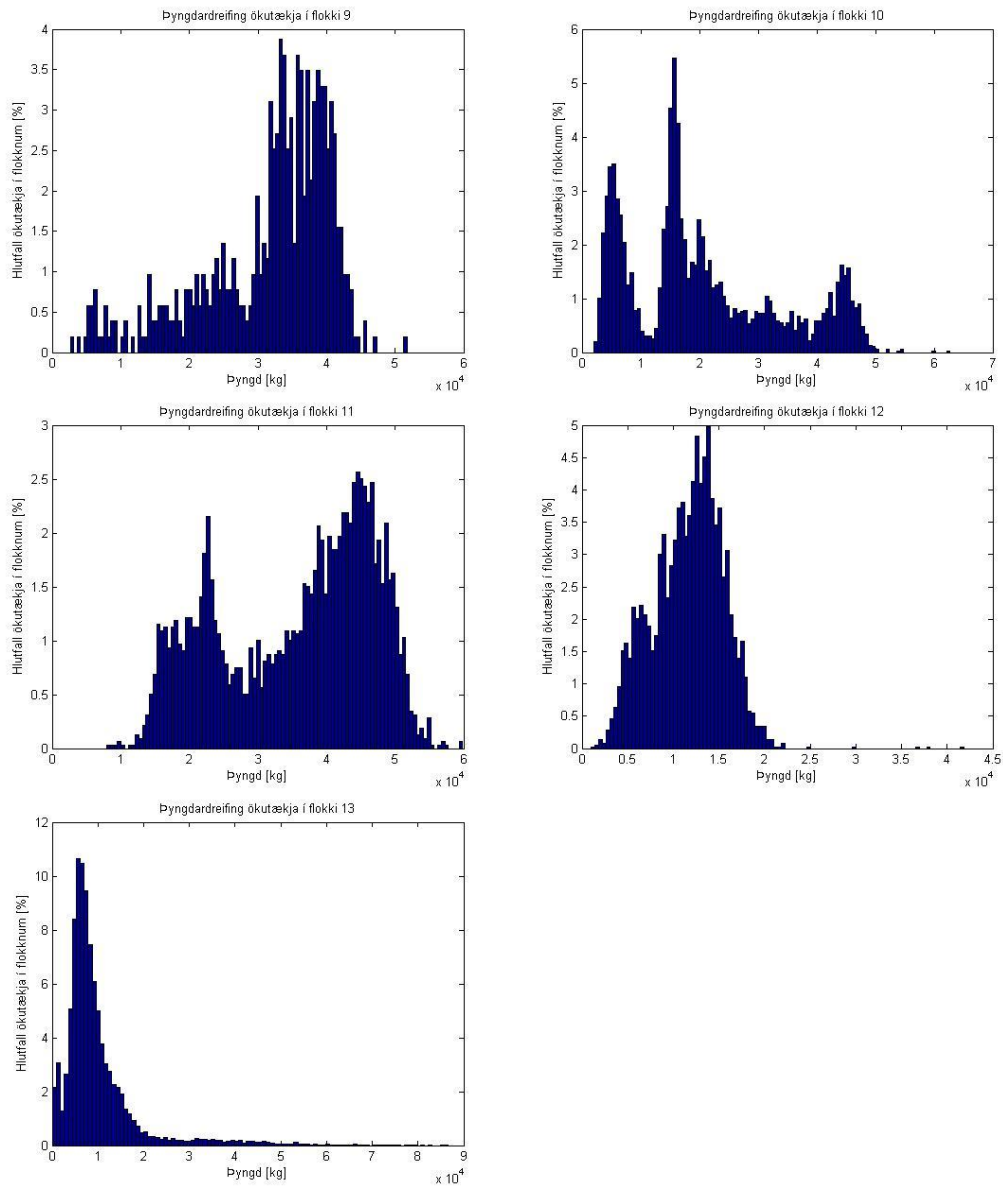 Þyngdardreifing ökutækja í flokki 9
Hlutfall ökutækja í flokknum [%]
4
3.5
3
2.5
2
1.5
1
0.5
0
0 1 2 3 4 5 6
Þyngd [kg]
x 10^4
Þyngdardreifing ökutækja í flokki 10
Hlutfall ökutækja í flokknum [%]
6
5
4
3
2
1
0
0 1 2 3 4 5 6 7
Þyngd [kg]
x 10^4
Þyngdardreifing ökutækja í flokki 11
Hlutfall ökutækja í flokknum [%]
3
2.5
2
1.5
1
0.5
0
0 1 2 3 4 5 6
Þyngd [kg]
x 10^4
Þyngdardreifing ökutækja í flokki 12
Hlutfall ökutækja í flokknum [%]
5
4.5
4
3.5
3
2.5
2
1.5
1
0.5
0
0 0.5 1 1.5 2 2.5 3 3.5 4 4.5
Þyngd [kg]
x 10^4
Þyngdardreifing ökutækja í flokki 13
Hlutfall ökutækja í flokknum [%]
12
10
8
6
4
2
0
0 1 2 3 4 5 6 7 8 9
Þyngd [kg]
x 10^4